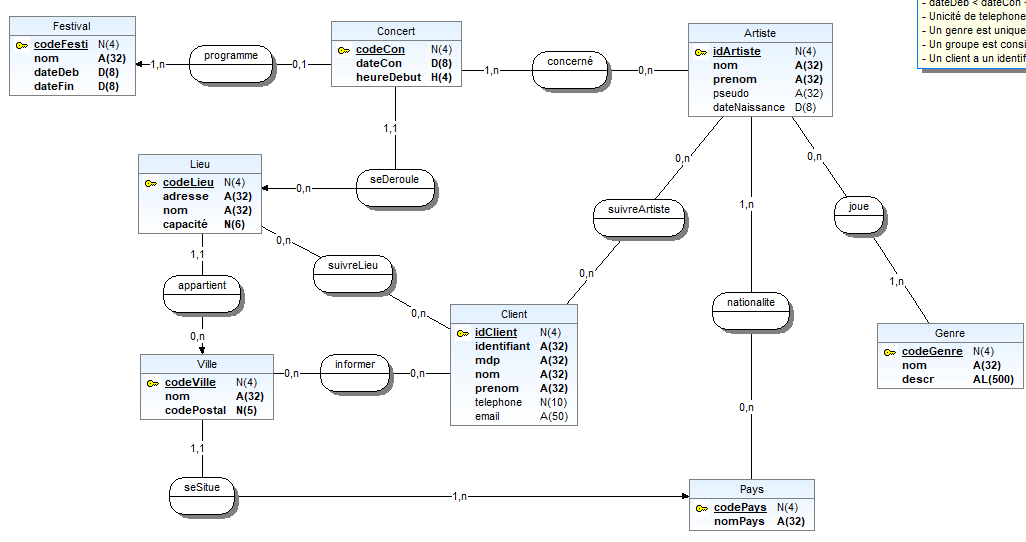 - dateDeb < dateCon
- Unicité de telephone
- Un genre est unique
- Un groupe est consi
- Un client a un identif
Festival
codeFesti N(4)
nom A(32)
dateDeb D(8)
dateFin D(8)
1,n
programme
0,1
Concert
codeCon N(4)
dateCon D(8)
heureDebut H(4)
1,n
concerné
0,n
Artiste
idArtiste N(4)
nom A(32)
prenom A(32)
pseudo A(32)
dateNaissance D(8)
1,1
seDeroule
0,n
Lieu
codeLieu N(4)
adresse A(32)
nom A(32)
capacité N(6)
0,n
suivreArtiste
0,n
1,n
0,n
joue
1,n
0,n
suivreLieu
0,n
1,1
appartient
0,n
nationalite
0,n
Genre
codeGenre N(4)
nom A(32)
descr AL(500)
Client
idClient N(4)
identifiant A(32)
mdp A(32)
nom A(32)
prenom A(32)
telephone N(10)
email A(50)
Ville
codeVille N(4)
nom A(32)
codePostal N(5)
0,n
informer
0,n
1,1
seSitue
1,n
Pays
codePays N(4)
nomPays A(32)